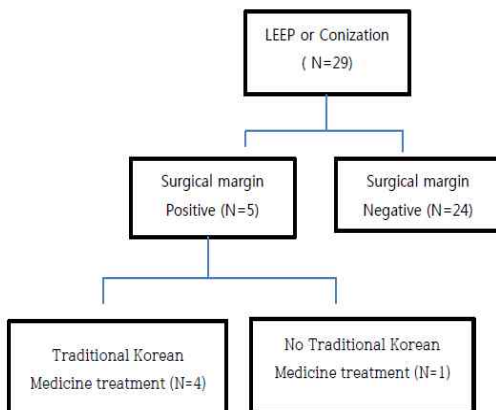 LEEP or Conization
( N=29)
Surgical margin
Positive (N=5)
Surgical margin
Negative (N=24)
Traditional Korean
Medicine treatment (N=4)
No Traditional Korean
Medicine treatment (N=1)